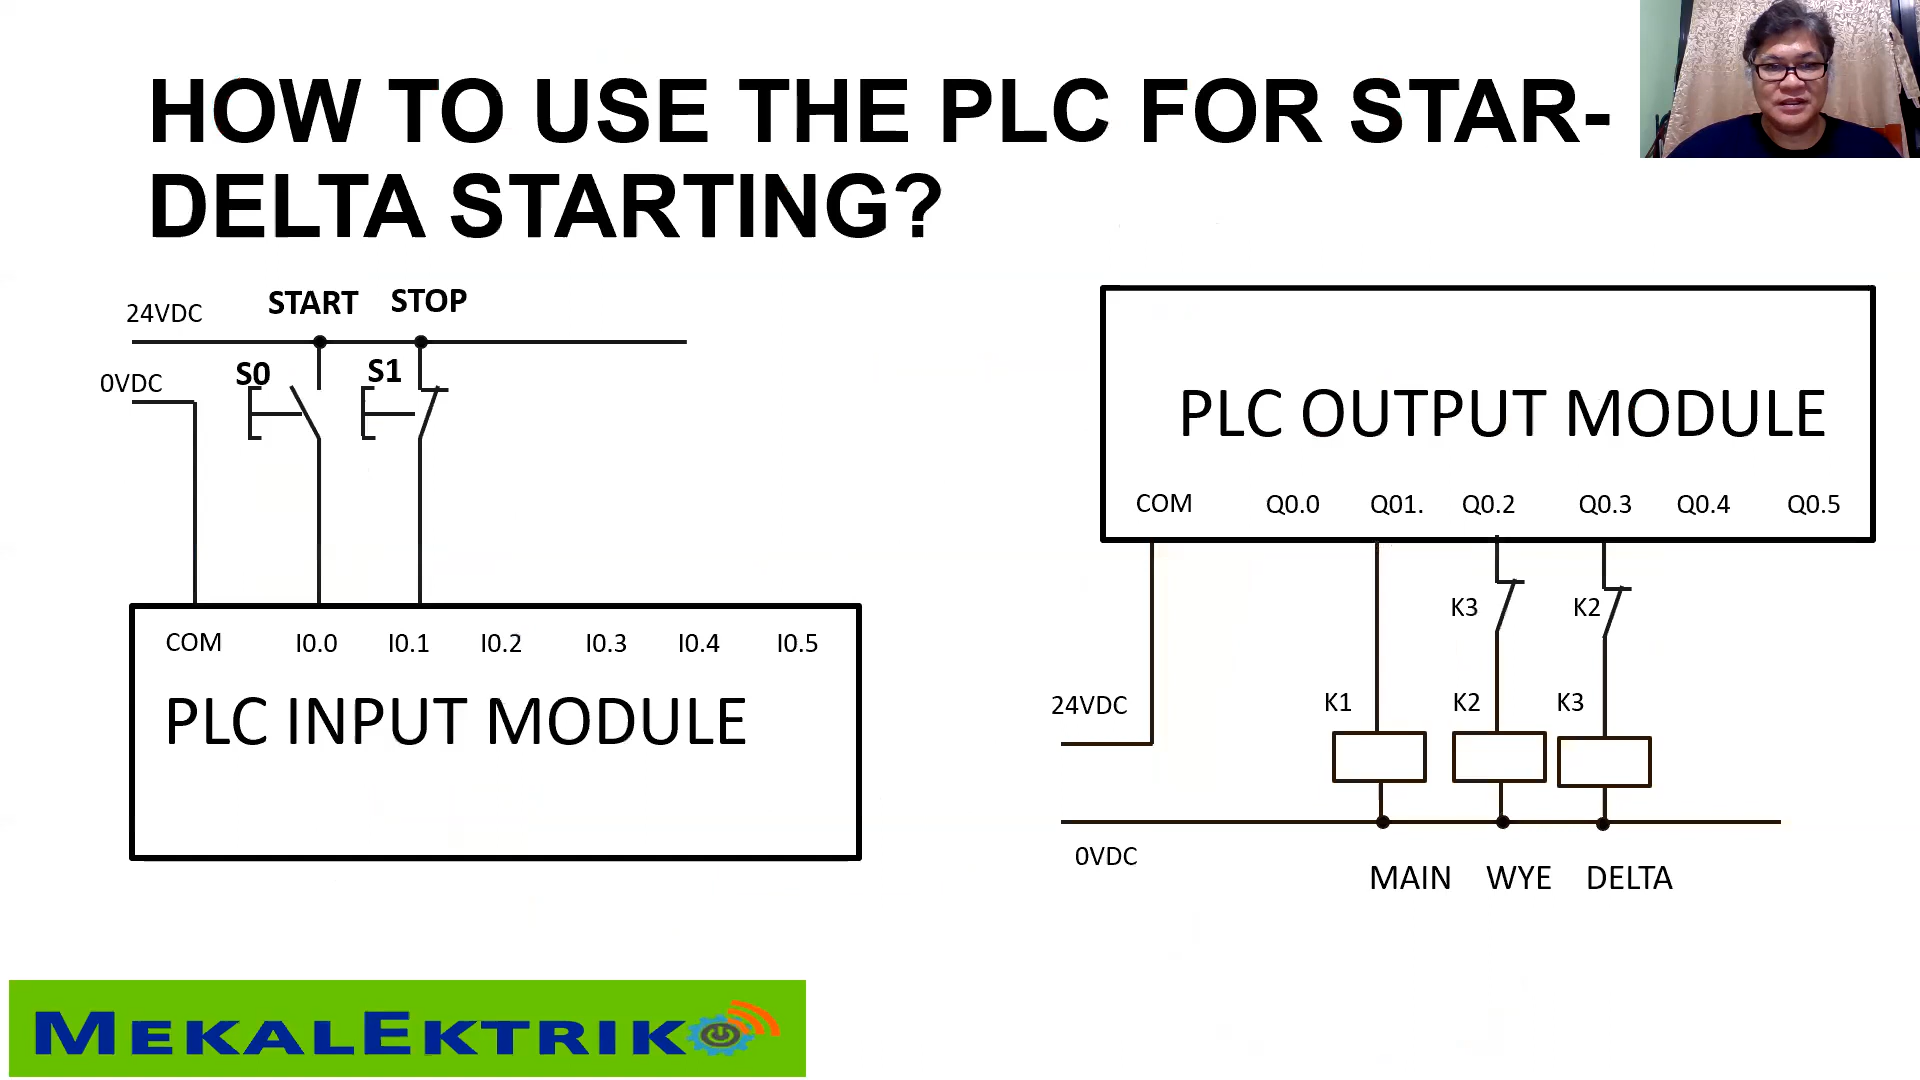 HOW TO USE THE PLC FOR STAR-
DELTA STARTING?
START STOP
24VDC
S0 S1
0VDC
COM I0.0 I0.1 I0.2 I0.3 I0.4 I0.5
PLC INPUT MODULE
PLC OUTPUT MODULE
COM Q0.0 Q01. Q0.2 Q0.3 Q0.4 Q0.5
K3 K2
24VDC
K1 K2 K3
0VDC
MAIN WYE DELTA
MEKALEKTRIKO